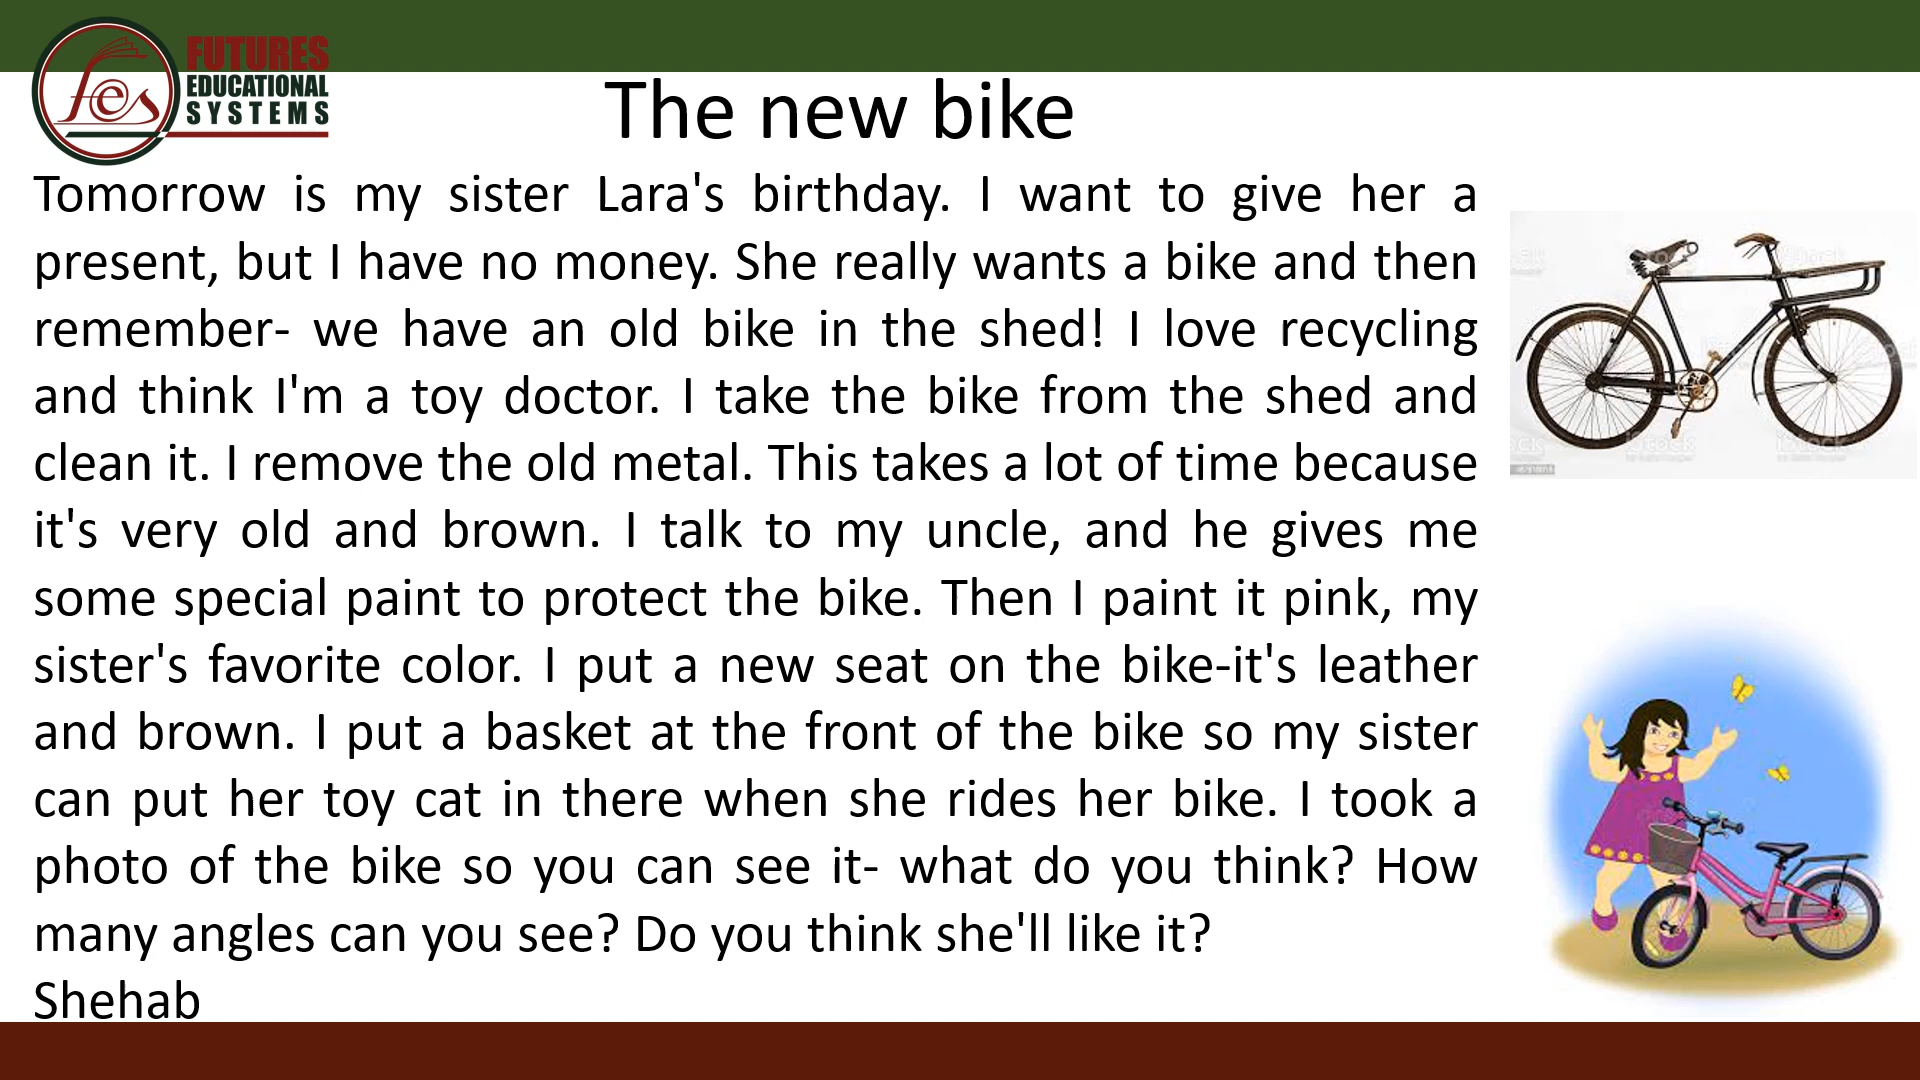 FUTURES
EDUCATIONAL
SYSTEMS
fes
The new bike
Tomorrow is my sister Lara's birthday. I want to give her a
present, but I have no money. She really wants a bike and then
remember- we have an old bike in the shed! I love recycling
and think I'm a toy doctor. I take the bike from the shed and
clean it. I remove the old metal. This takes a lot of time because
it's very old and brown. I talk to my uncle, and he gives me
some special paint to protect the bike. Then I paint it pink, my
sister's favorite color. I put a new seat on the bike-it's leather
and brown. I put a basket at the front of the bike so my sister
can put her toy cat in there when she rides her bike. I took a
photo of the bike so you can see it- what do you think? How
many angles can you see? Do you think she'll like it?
Shehab
iStock
iStock